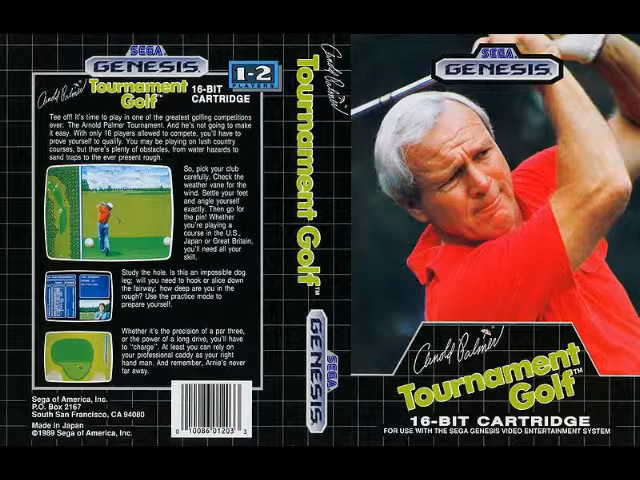 SEGA
GENESIS
Arnold Palmer
Tournament
Golf
16-BIT
CARTRIDGE
1-2
PLAYERS
Tee off! It's time to play in one of the greatest golfing competitions
ever: The Arnold Palmer Tournament. And he's not going to make
it easy. With only 16 players allowed to compete, you'll have to
prove yourself to qualify. You may be playing on lush country
courses, but there's plenty of obstacles, from water hazards to
sand traps to the ever present rough.
So, pick your club
carefully. Check the
weather vane for the
wind. Settle your feet
and angle yourself
exactly. Then go for
the pin! Whether
you're playing a
course in the U.S.,
Japan or Great Britain,
you'll need all your
skill.
Study the hole. Is this an impossible dog
leg; will you need to hook or slice down
the fairway; how deep are you in the
rough? Use the practice mode to
prepare yourself.
Whether it's the precision of a par three,
or the power of a long drive, you'll have
to "charge". At least you can rely on
your professional caddy as your right
hand man. And remember, Arnie's never
far away.
Sega of America, Inc.
P.O. Box 2167
South San Francisco, CA 94080
Made in Japan
©1989 Sega of America, Inc.
0 10086 01203 3
Arnold Palmer
Tournament Golf™
SEGA
GENESIS
SEGA
GENESIS
Arnold Palmer
Tournament™
Golf
16-BIT CARTRIDGE
FOR USE WITH THE SEGA GENESIS VIDEO ENTERTAINMENT SYSTEM